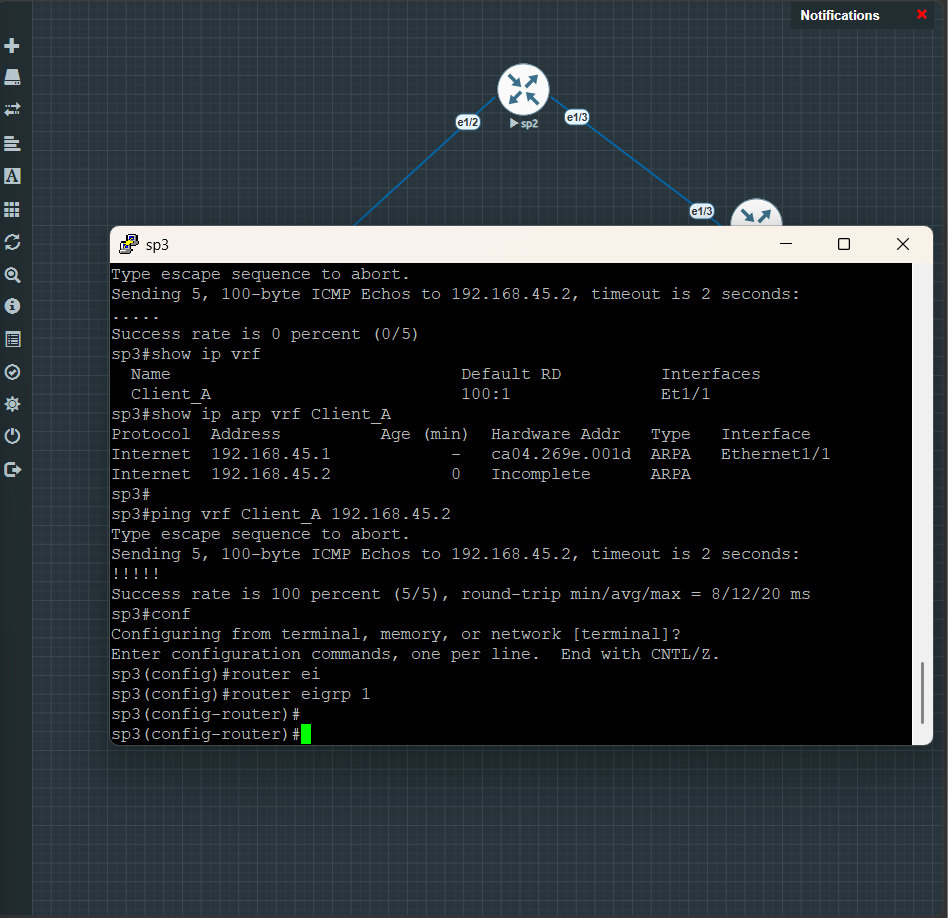 Notifications
e1/2
sp2
e1/3
e1/3
sp3
Type escape sequence to abort.
Sending 5, 100-byte ICMP Echos to 192.168.45.2, timeout is 2 seconds:
.....
Success rate is 0 percent (0/5)
sp3#show ip vrf
  Name                             Default RD          Interfaces
  Client_A                         100:1               Et1/1
sp3#show ip arp vrf Client_A
Protocol  Address          Age (min)  Hardware Addr   Type   Interface
Internet  192.168.45.1            -   ca04.269e.001d  ARPA   Ethernet1/1
Internet  192.168.45.2            0   Incomplete      ARPA
sp3#
sp3#ping vrf Client_A 192.168.45.2
Type escape sequence to abort.
Sending 5, 100-byte ICMP Echos to 192.168.45.2, timeout is 2 seconds:
!!!!!
Success rate is 100 percent (5/5), round-trip min/avg/max = 8/12/20 ms
sp3#conf
Configuring from terminal, memory, or network [terminal]?
Enter configuration commands, one per line.  End with CNTL/Z.
sp3(config)#router ei
sp3(config)#router eigrp 1
sp3(config-router)#
sp3(config-router)#